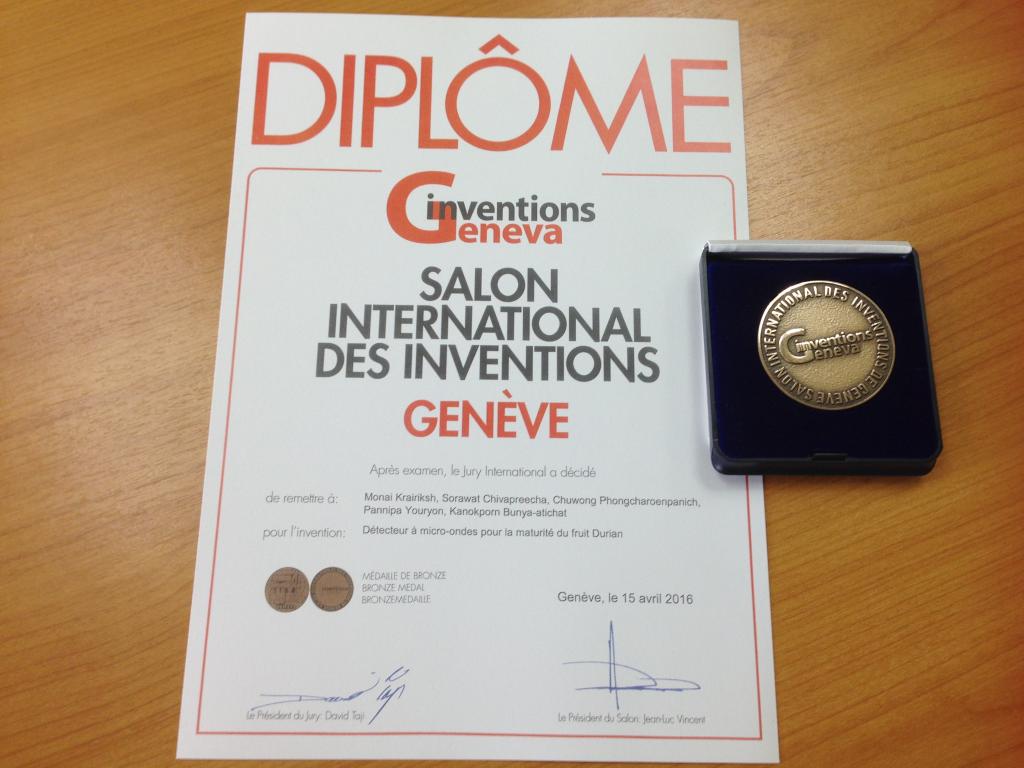 DIPLÔME
inventions
Geneva
SALON
INTERNATIONAL
DES INVENTIONS
GENÈVE
Après examen, le Jury International a décidé
de remettre à: Monai Krairiksh, Sorawat Chivapreecha, Chuwong Phongcharoenpanich,
Pannipa Youryon, Kanokporn Bunya-atichat
pour l'invention: Détecteur à micro-ondes pour la maturité du fruit Durian
MÉDAILLE DE BRONZE
BRONZE MEDAL
BRONZEMEDAILLE
Genève, le 15 avril 2016
Le Président du Jury: David Taji
Le Président du Salon: Jean-Luc Vincent
SALON INTERNATIONAL DES INVENTIONS DE GENEVE
inventions
Geneva